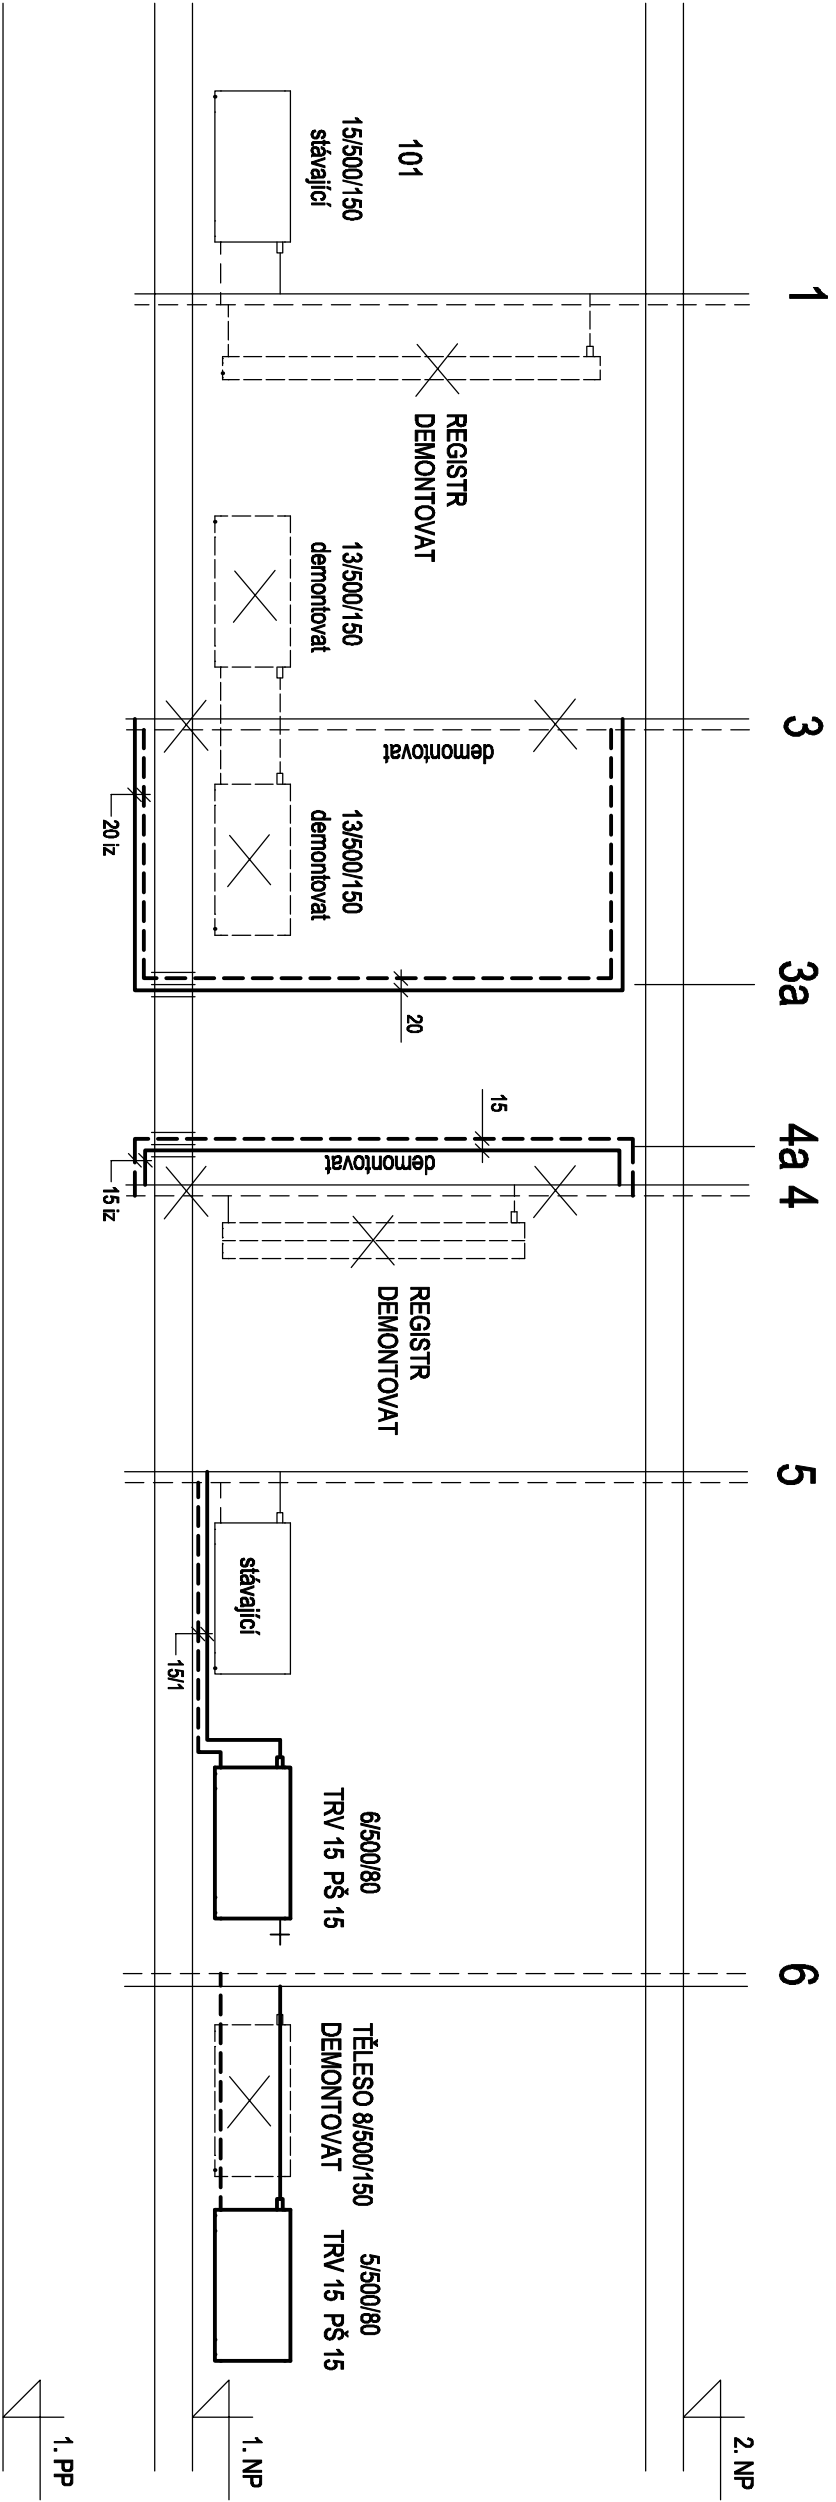 1
3
3a
4a 4
5
6
101
15/500/150
stávající
REGISTR
DEMONTOVAT
13/500/150
demontovat
demontovat
13/500/150
demontovat
20 iz
20
15
demontovat
15 iz
REGISTR
DEMONTOVAT
stávající
15/1
6/500/80
TRV 15 PŠ 15
TĚLESO 8/500/150
DEMONTOVAT
5/500/80
TRV 15 PŠ 15
2. NP
1. NP
1. PP